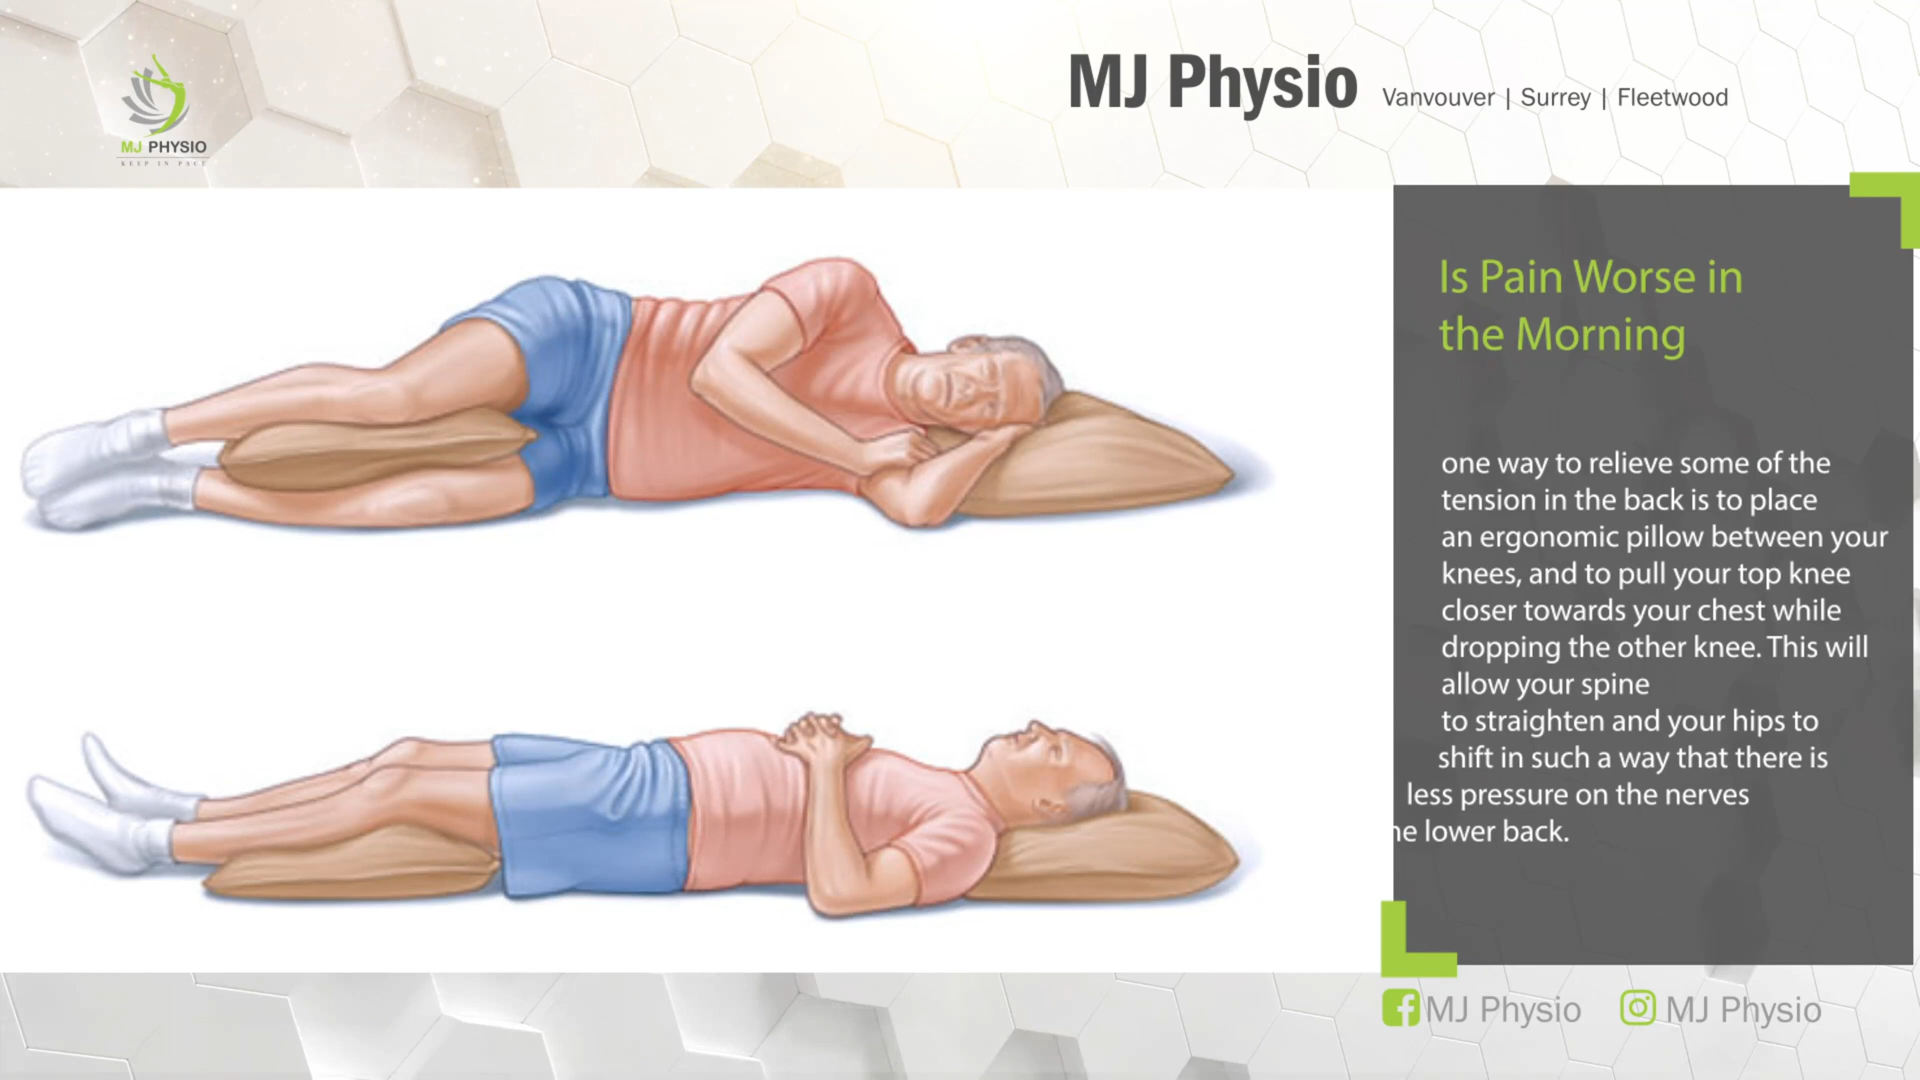 MJ PHYSIO
KEEP IN PACE
MJ Physio
Vanvouver | Surrey | Fleetwood
Is Pain Worse in
the Morning
one way to relieve some of the
tension in the back is to place
an ergonomic pillow between your
knees, and to pull your top knee
closer towards your chest while
dropping the other knee. This will
allow your spine
to straighten and your hips to
shift in such a way that there is
less pressure on the nerves
he lower back.
MJ Physio
MJ Physio